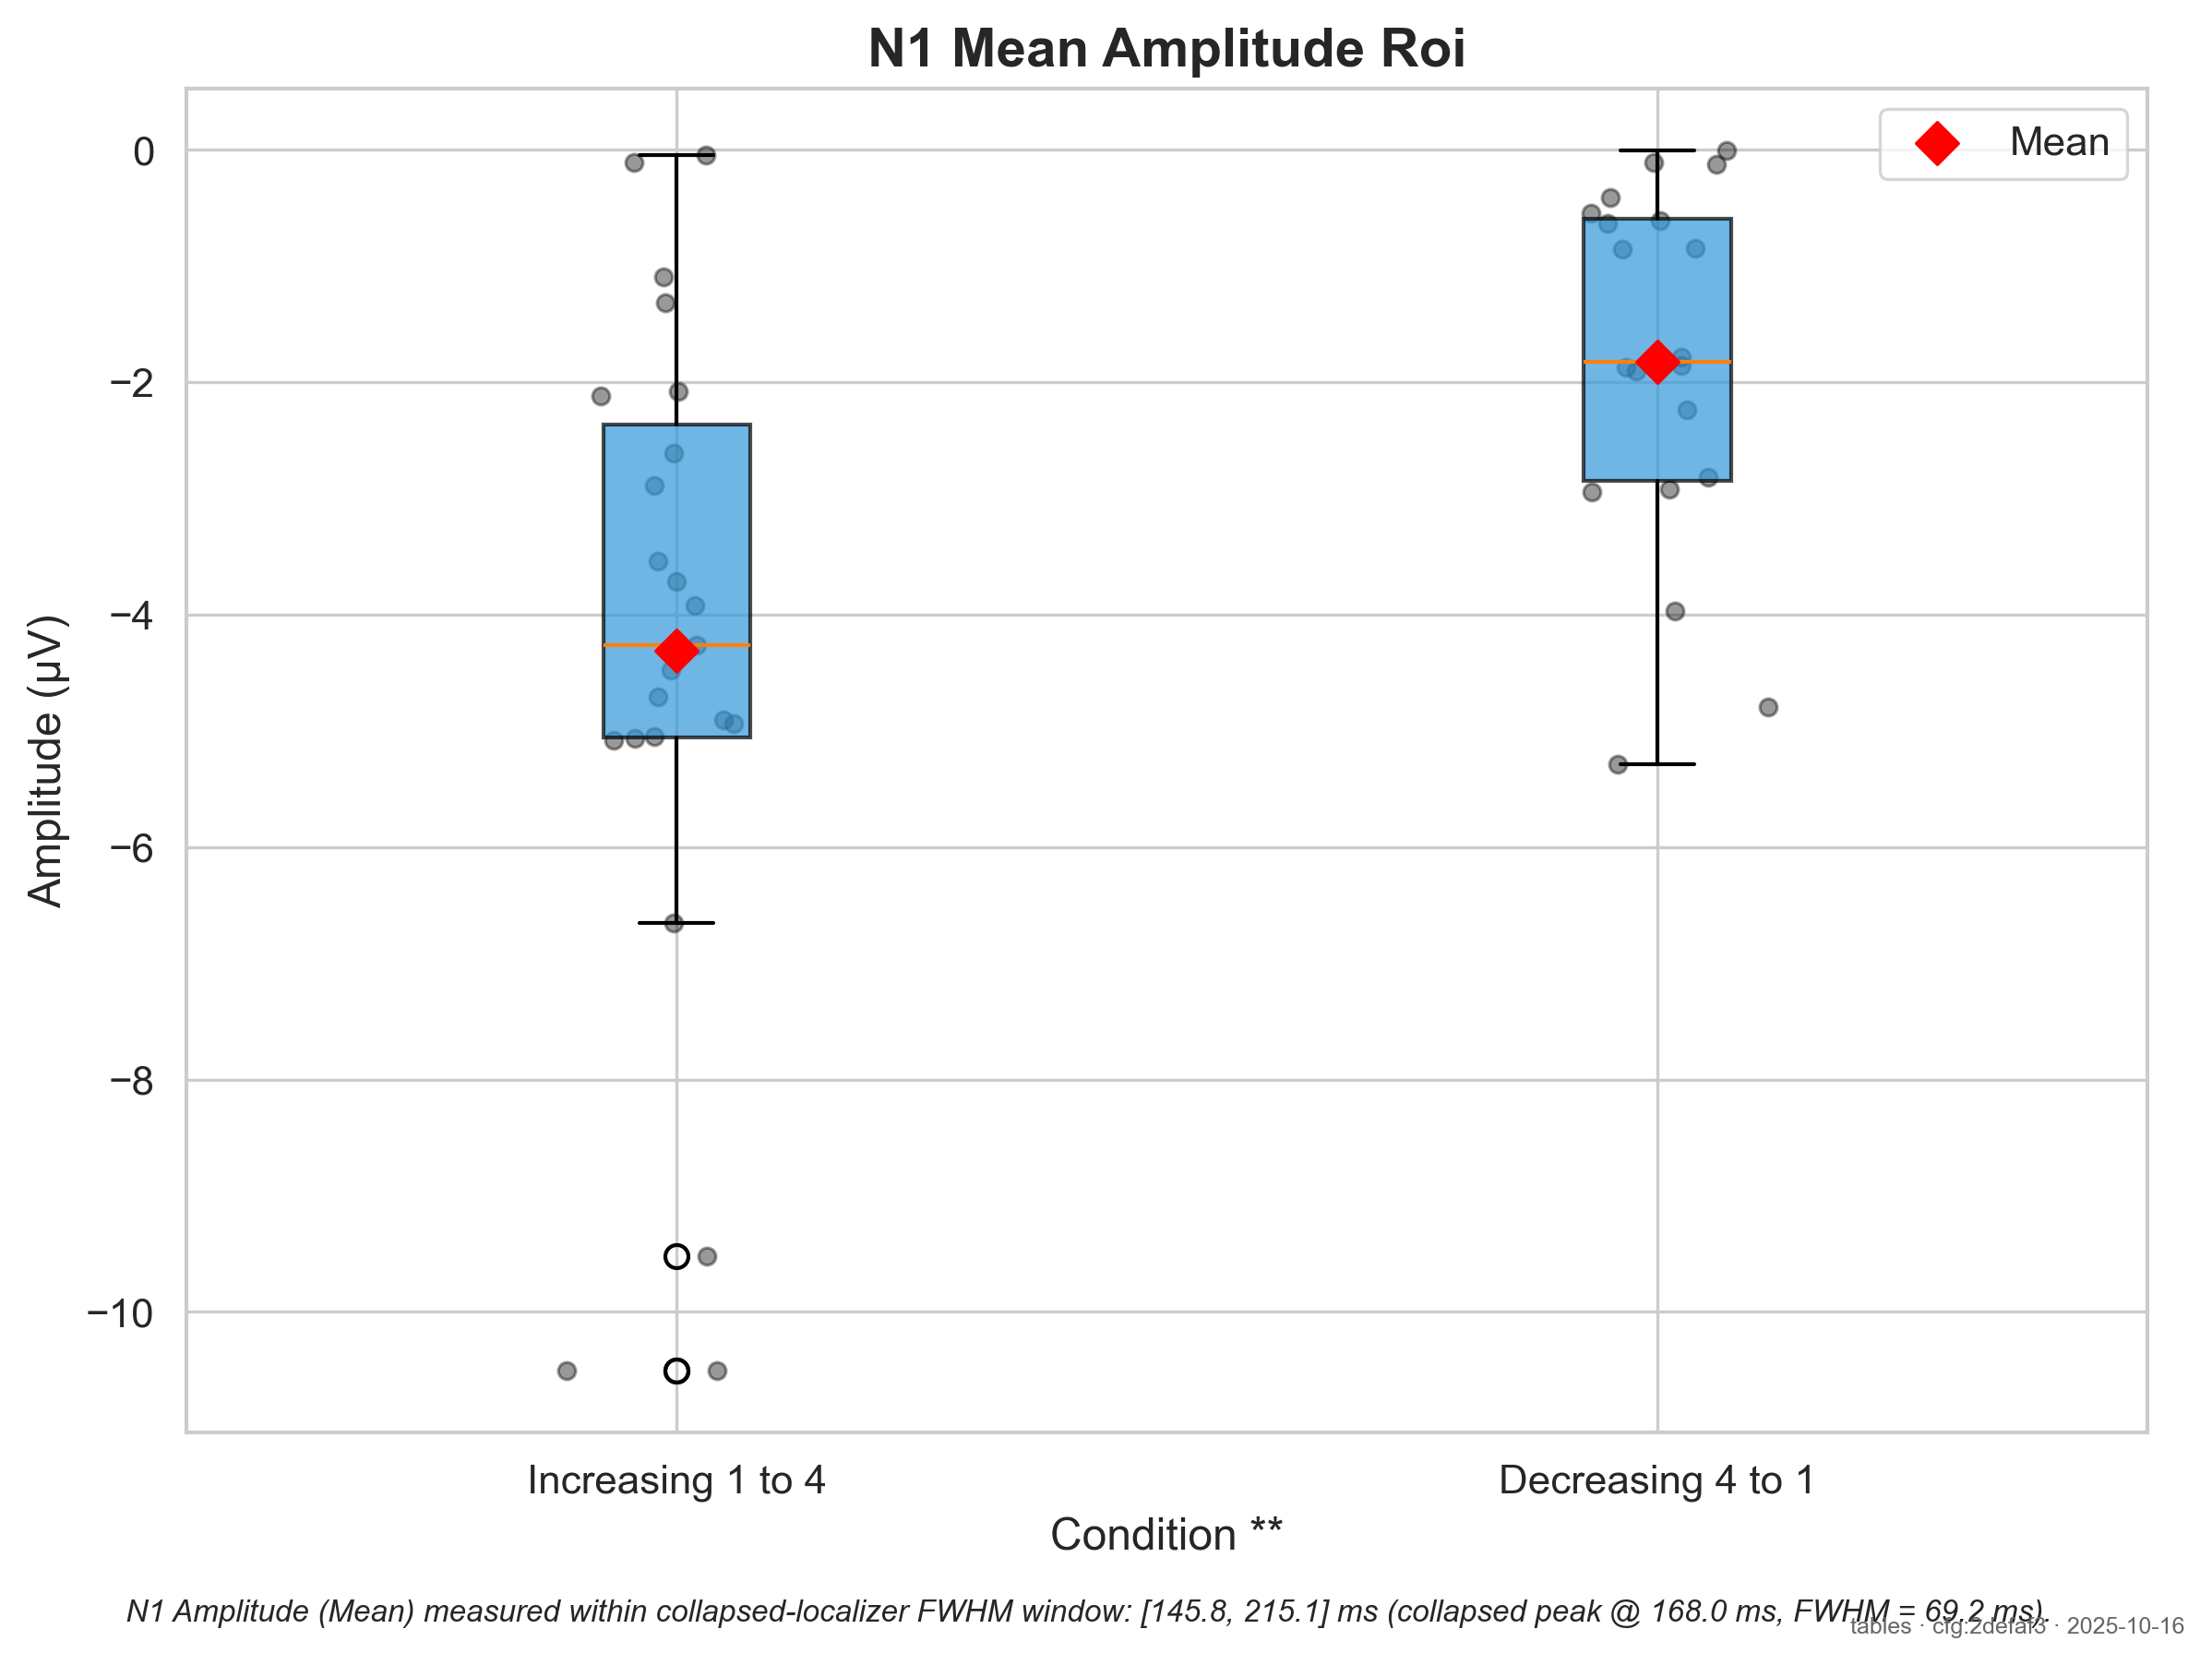 N1 Mean Amplitude Roi
Mean
0
−2
−4
−6
−8
−10
Amplitude (µV)
Increasing 1 to 4
Decreasing 4 to 1
Condition **
N1 Amplitude (Mean) measured within collapsed-localizer FWHM window: [145.8, 215.1] ms (collapsed peak @ 168.0 ms, FWHM = 69.2 ms).
tables · cfg:2defaf3 · 2025-10-16